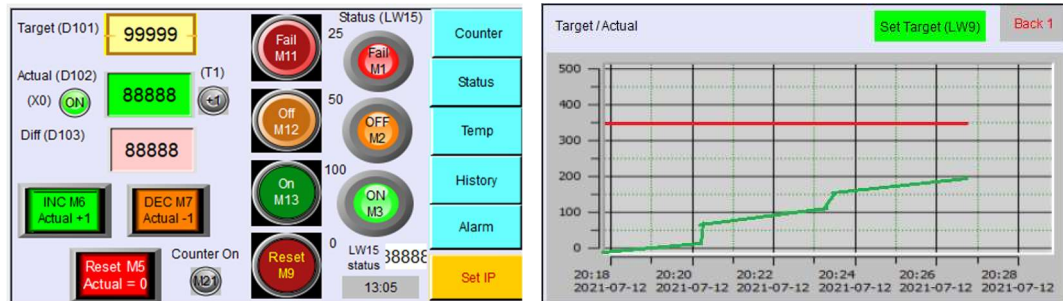 Target (D101)
99999
Actual (D102)
(T1)
(X0)
ON
88888
+1
Diff (D103)
88888
INC M6
Actual +1
DEC M7
Actual -1
Reset M5
Actual = 0
Counter On
M21
Fail
M11
Off
M12
On
M13
Reset
M9
Status (LW15)
25
Fail
M1
50
OFF
M2
100
ON
M3
0
LW15
status
88888
13:05
Counter
Status
Temp
History
Alarm
Set IP
Target / Actual
Set Target (LW9)
Back 1
500
400
300
200
100
0
20:18 20:20 20:22 20:24 20:26 20:28
2021-07-12 2021-07-12 2021-07-12 2021-07-12 2021-07-12 2021-07-12